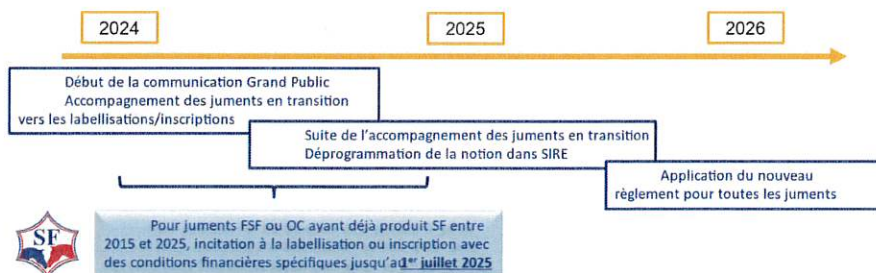 2024
2025
2026
Début de la communication Grand Public
Accompagnement des juments en transition
vers les labellisations/inscriptions
Suite de l'accompagnement des juments en transition
Déprogrammation de la notion dans SIRE
Application du nouveau
règlement pour toutes les juments
SF
Pour juments FSF ou OC ayant déjà produit SF entre
2015 et 2025, incitation à la labellisation ou inscription avec
des conditions financières spécifiques jusqu'au 1er juillet 2025